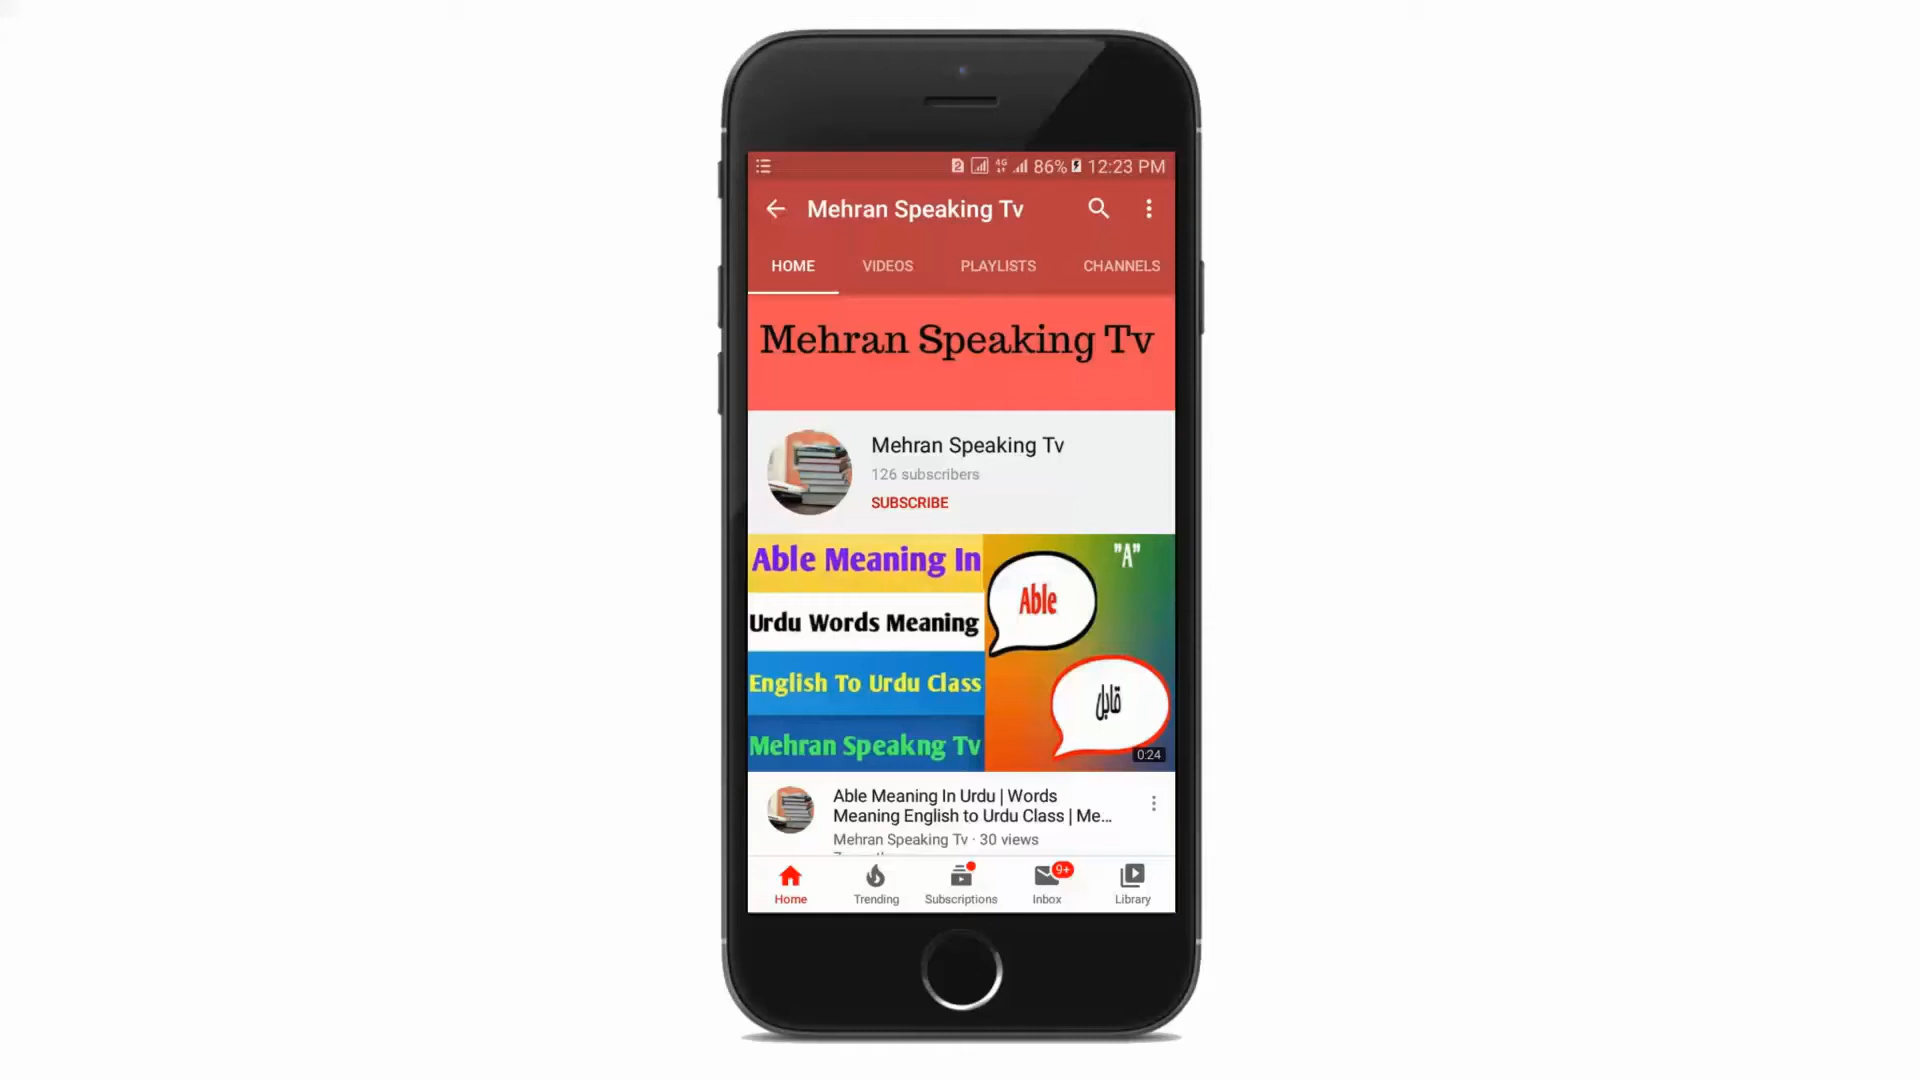 2 4G 86% 12:23 PM
Mehran Speaking Tv
HOME VIDEOS PLAYLISTS CHANNELS
Mehran Speaking Tv
Mehran Speaking Tv
126 subscribers
SUBSCRIBE
Able Meaning In
Urdu Words Meaning
English To Urdu Class
Mehran Speakng Tv
"A"
Able
قابل
0:24
Able Meaning In Urdu | Words
Meaning English to Urdu Class | Me...
Mehran Speaking Tv · 30 views
Home Trending Subscriptions 9+ Inbox Library